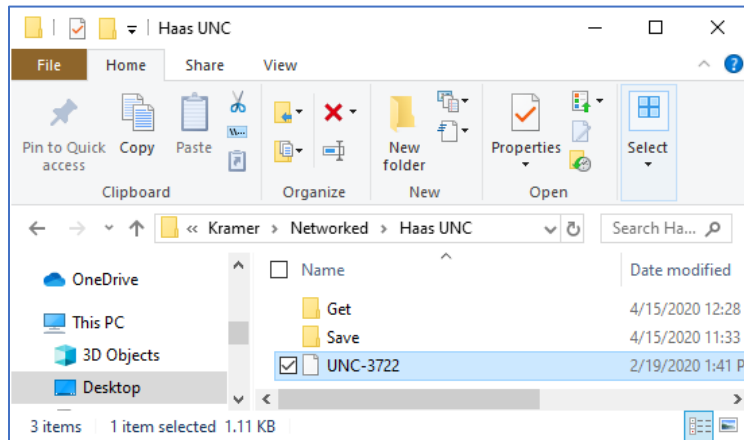 Haas UNC
File Home Share View
Pin to Quick access Copy Paste New folder Properties Select
Clipboard Organize New Open
« Kramer > Networked > Haas UNC Search Ha...
Name Date modified
OneDrive
This PC
3D Objects
Desktop
Get 4/15/2020 12:28
Save 4/15/2020 11:33
UNC-3722 2/19/2020 1:41 P
3 items 1 item selected 1.11 KB